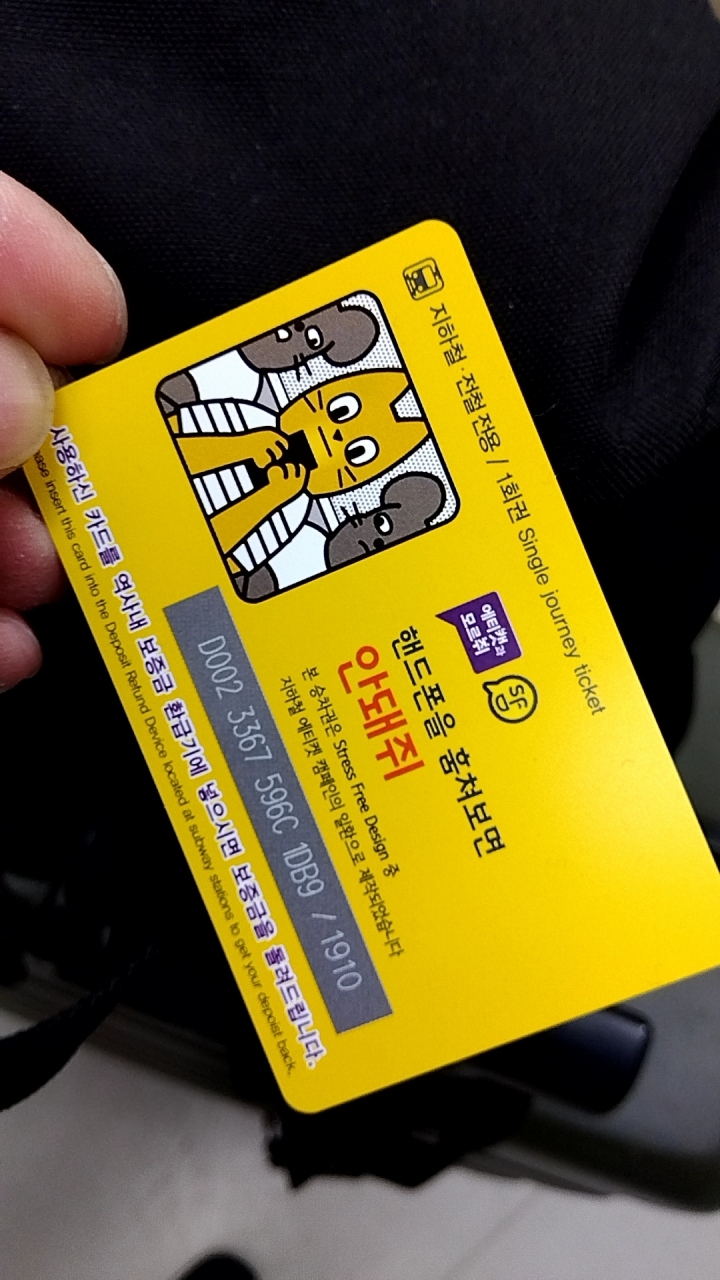 지하철·전철 전용 / 1회권 Single journey ticket
에티켓과
모르쥐
SF
핸드폰을 훔쳐보면
안돼쥐
본 승차권은 Stress Free Design 중
지하철 에티켓 캠페인의 일환으로 제작되었습니다
D002 3367 596C 1DB9 / 1910
사용하신 카드를 역사내 보증금 환급기에 넣으시면 보증금을 돌려드립니다.
insert this card into the Deposit Refund Device located at subway stations to get your depoist back.